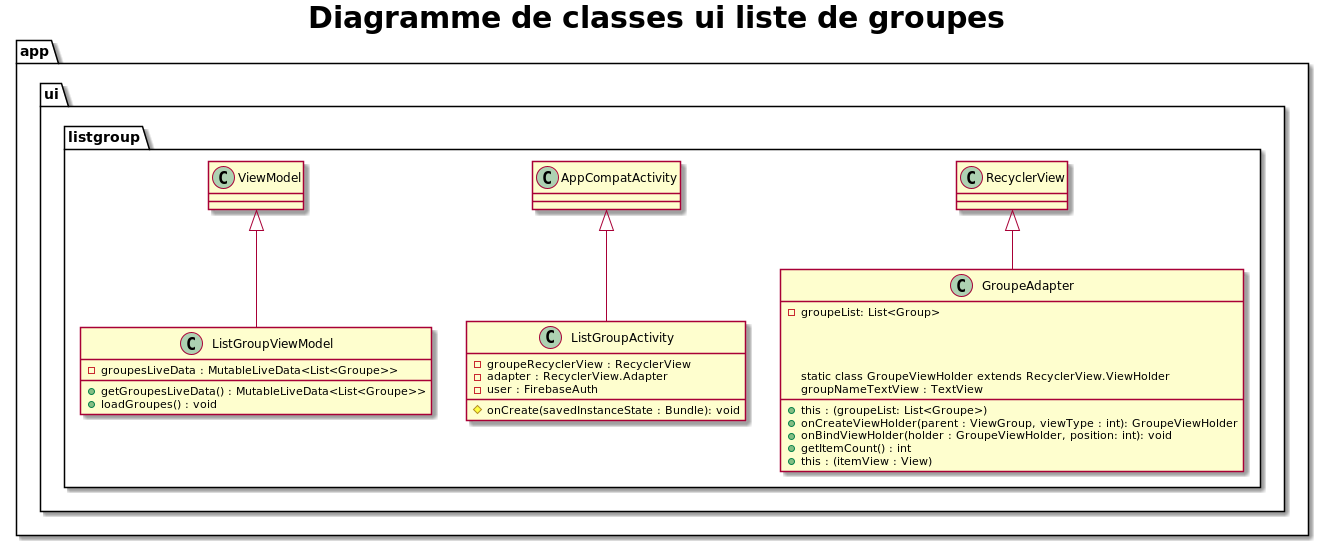 Diagramme de classes ui liste de groupes
app
ui
listgroup
C ViewModel
C AppCompatActivity
C RecyclerView
C ListGroupViewModel
groupesLiveData : MutableLiveData<List<Groupe>>
getGroupesLiveData() : MutableLiveData<List<Groupe>>
loadGroupes() : void
C ListGroupActivity
groupeRecyclerView : RecyclerView
adapter : RecyclerView.Adapter
user : FirebaseAuth
onCreate(savedInstanceState : Bundle): void
C GroupeAdapter
groupeList: List<Group>
static class GroupeViewHolder extends RecyclerView.ViewHolder
groupNameTextView : TextView
this : (groupeList: List<Groupe>)
onCreateViewHolder(parent : ViewGroup, viewType : int): GroupeViewHolder
onBindViewHolder(holder : GroupeViewHolder, position: int): void
getItemCount() : int
this : (itemView : View)